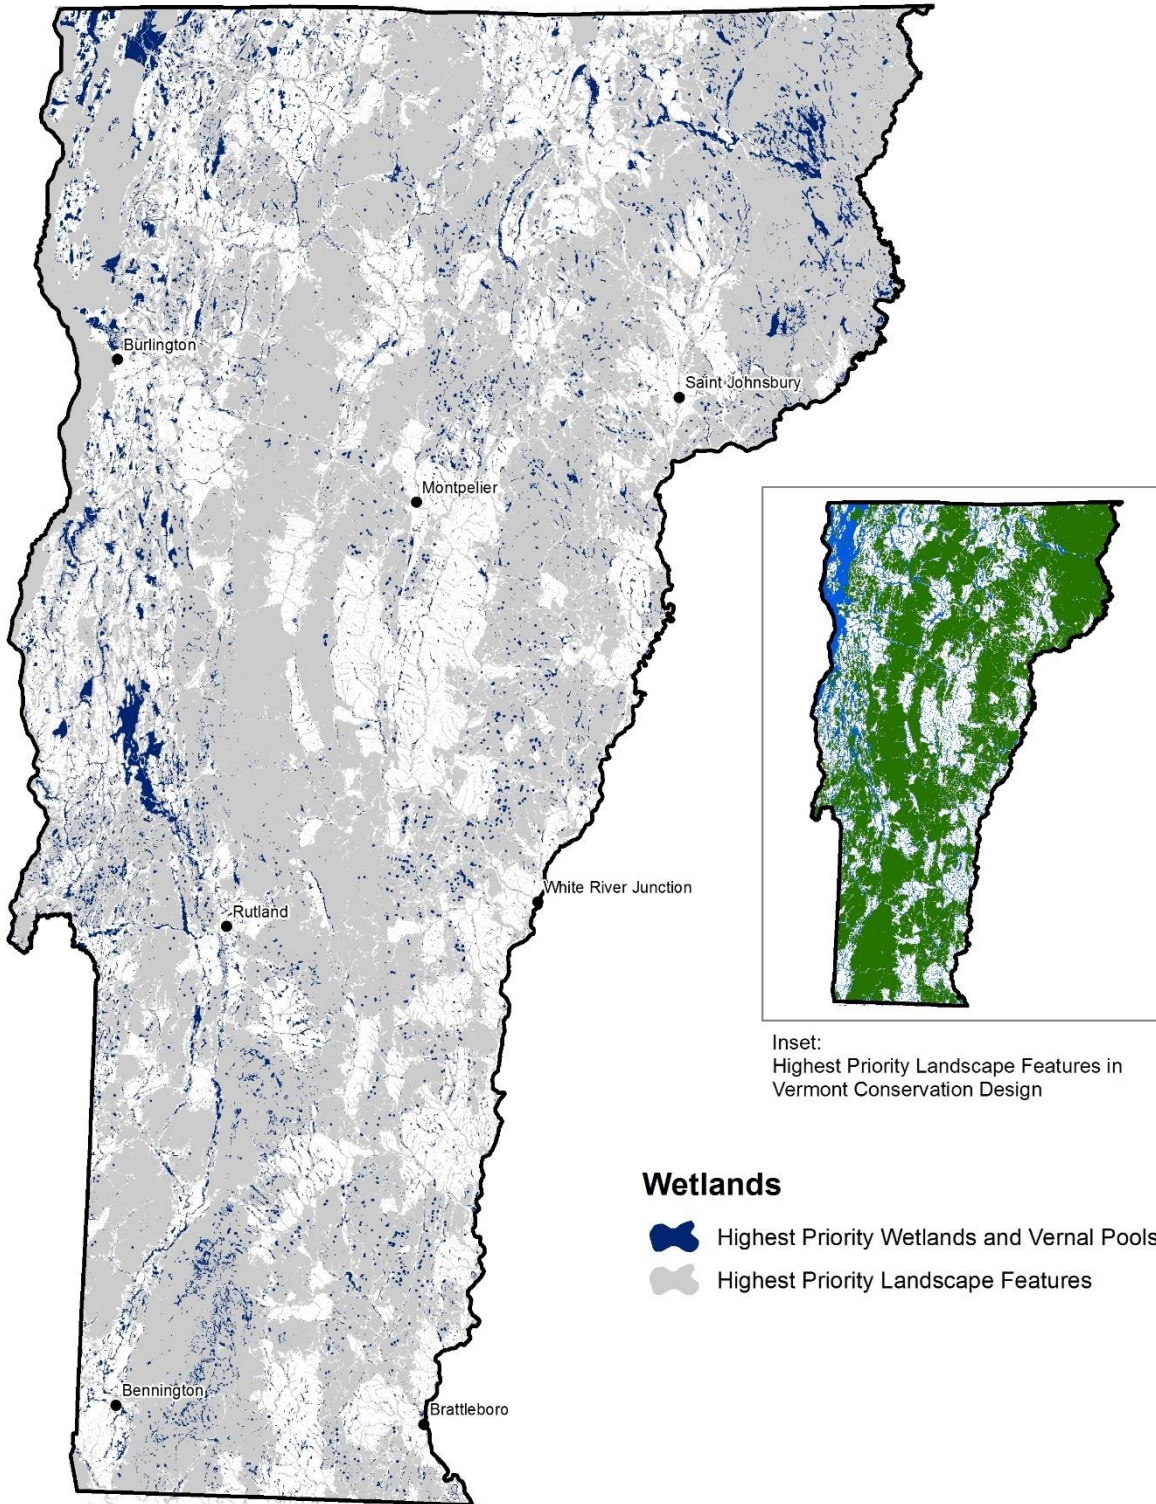 Burlington
Saint Johnsbury
Montpelier
White River Junction
Rutland
Inset:
Highest Priority Landscape Features in
Vermont Conservation Design
Wetlands
Highest Priority Wetlands and Vernal Pools
Highest Priority Landscape Features
Bennington
Brattleboro